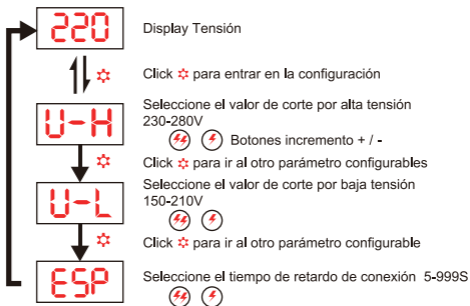 220
Display Tensión
Click para entrar en la configuración
U-H
Seleccione el valor de corte por alta tensión
230-280V
Botones incremento + / -
Click para ir al otro parámetro configurables
U-L
Seleccione el valor de corte por baja tensión
150-210V
Click para ir al otro parámetro configurable
ESP
Seleccione el tiempo de retardo de conexión 5-999S